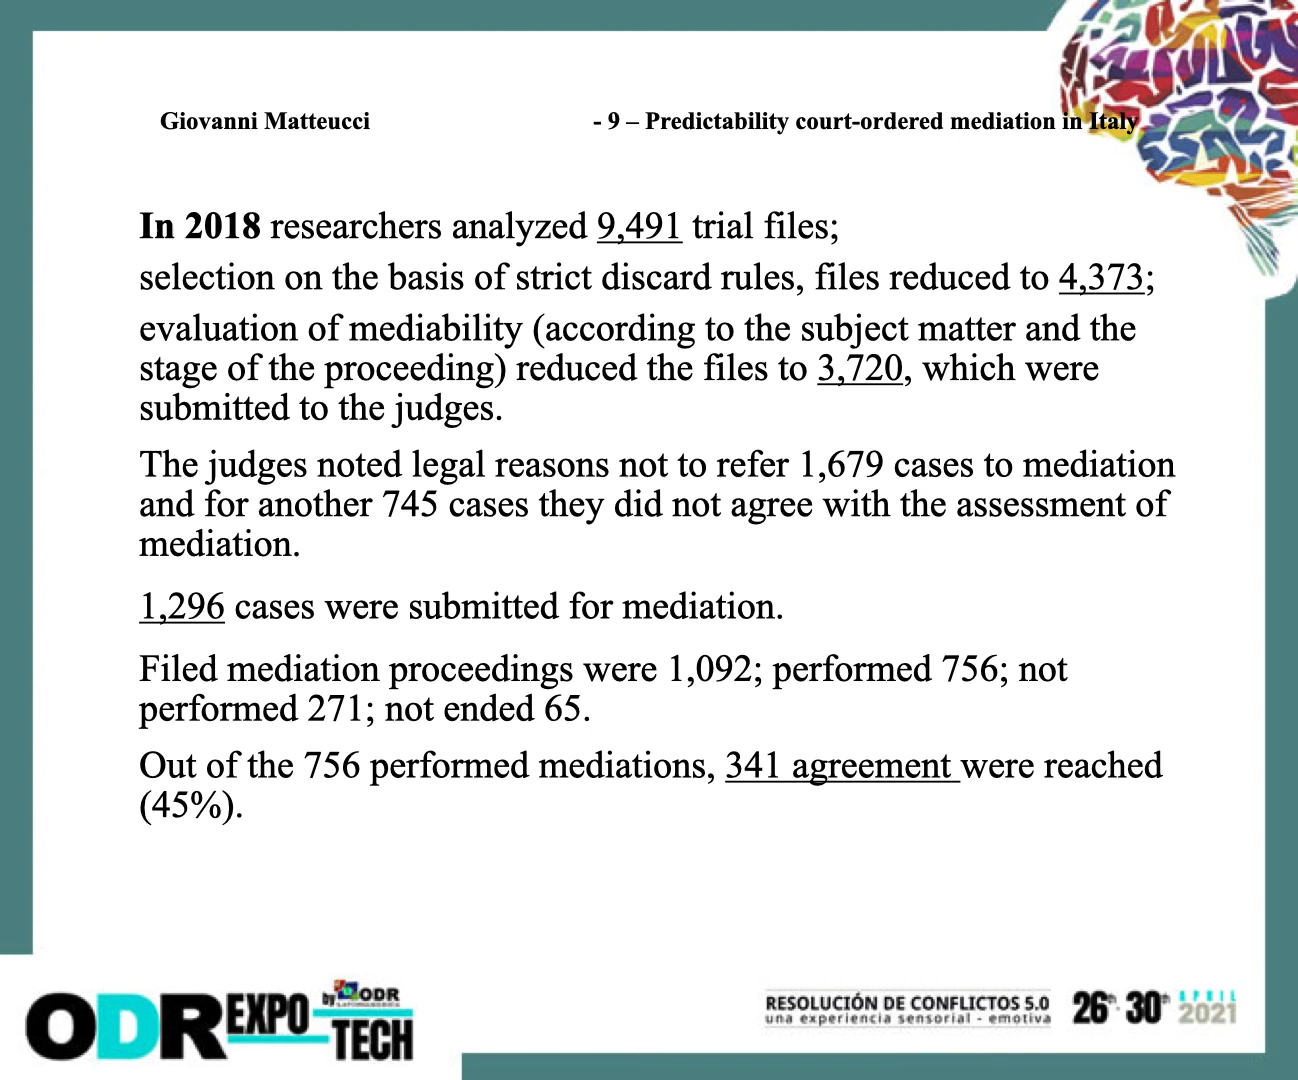 Giovanni Matteucci - 9 – Predictability court-ordered mediation in Italy
In 2018 researchers analyzed 9,491 trial files;
selection on the basis of strict discard rules, files reduced to 4,373;
evaluation of mediability (according to the subject matter and the
stage of the proceeding) reduced the files to 3,720, which were
submitted to the judges.
The judges noted legal reasons not to refer 1,679 cases to mediation
and for another 745 cases they did not agree with the assessment of
mediation.
1,296 cases were submitted for mediation.
Filed mediation proceedings were 1,092; performed 756; not
performed 271; not ended 65.
Out of the 756 performed mediations, 341 agreement were reached
(45%).
ODR EXPO TECH
by ODR
RESOLUCIÓN DE CONFLICTOS 5.0
una experiencia sensorial - emotiva
26th 30th APRIL 2021